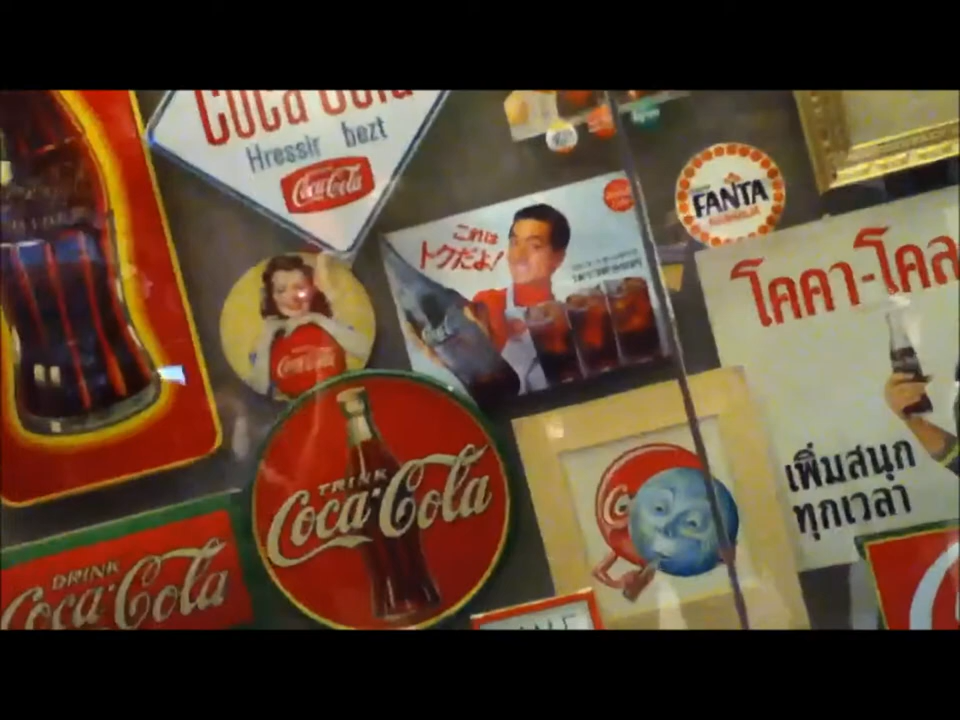 Coca Cola
Hressir bezt
Coca-Cola
FANTA
これは
トクだよ!
โคคา-โคล
Coca-Cola
DRINK
Coca-Cola
เพิ่มสนุก
ทุกเวลา
DRINK
Coca-Cola